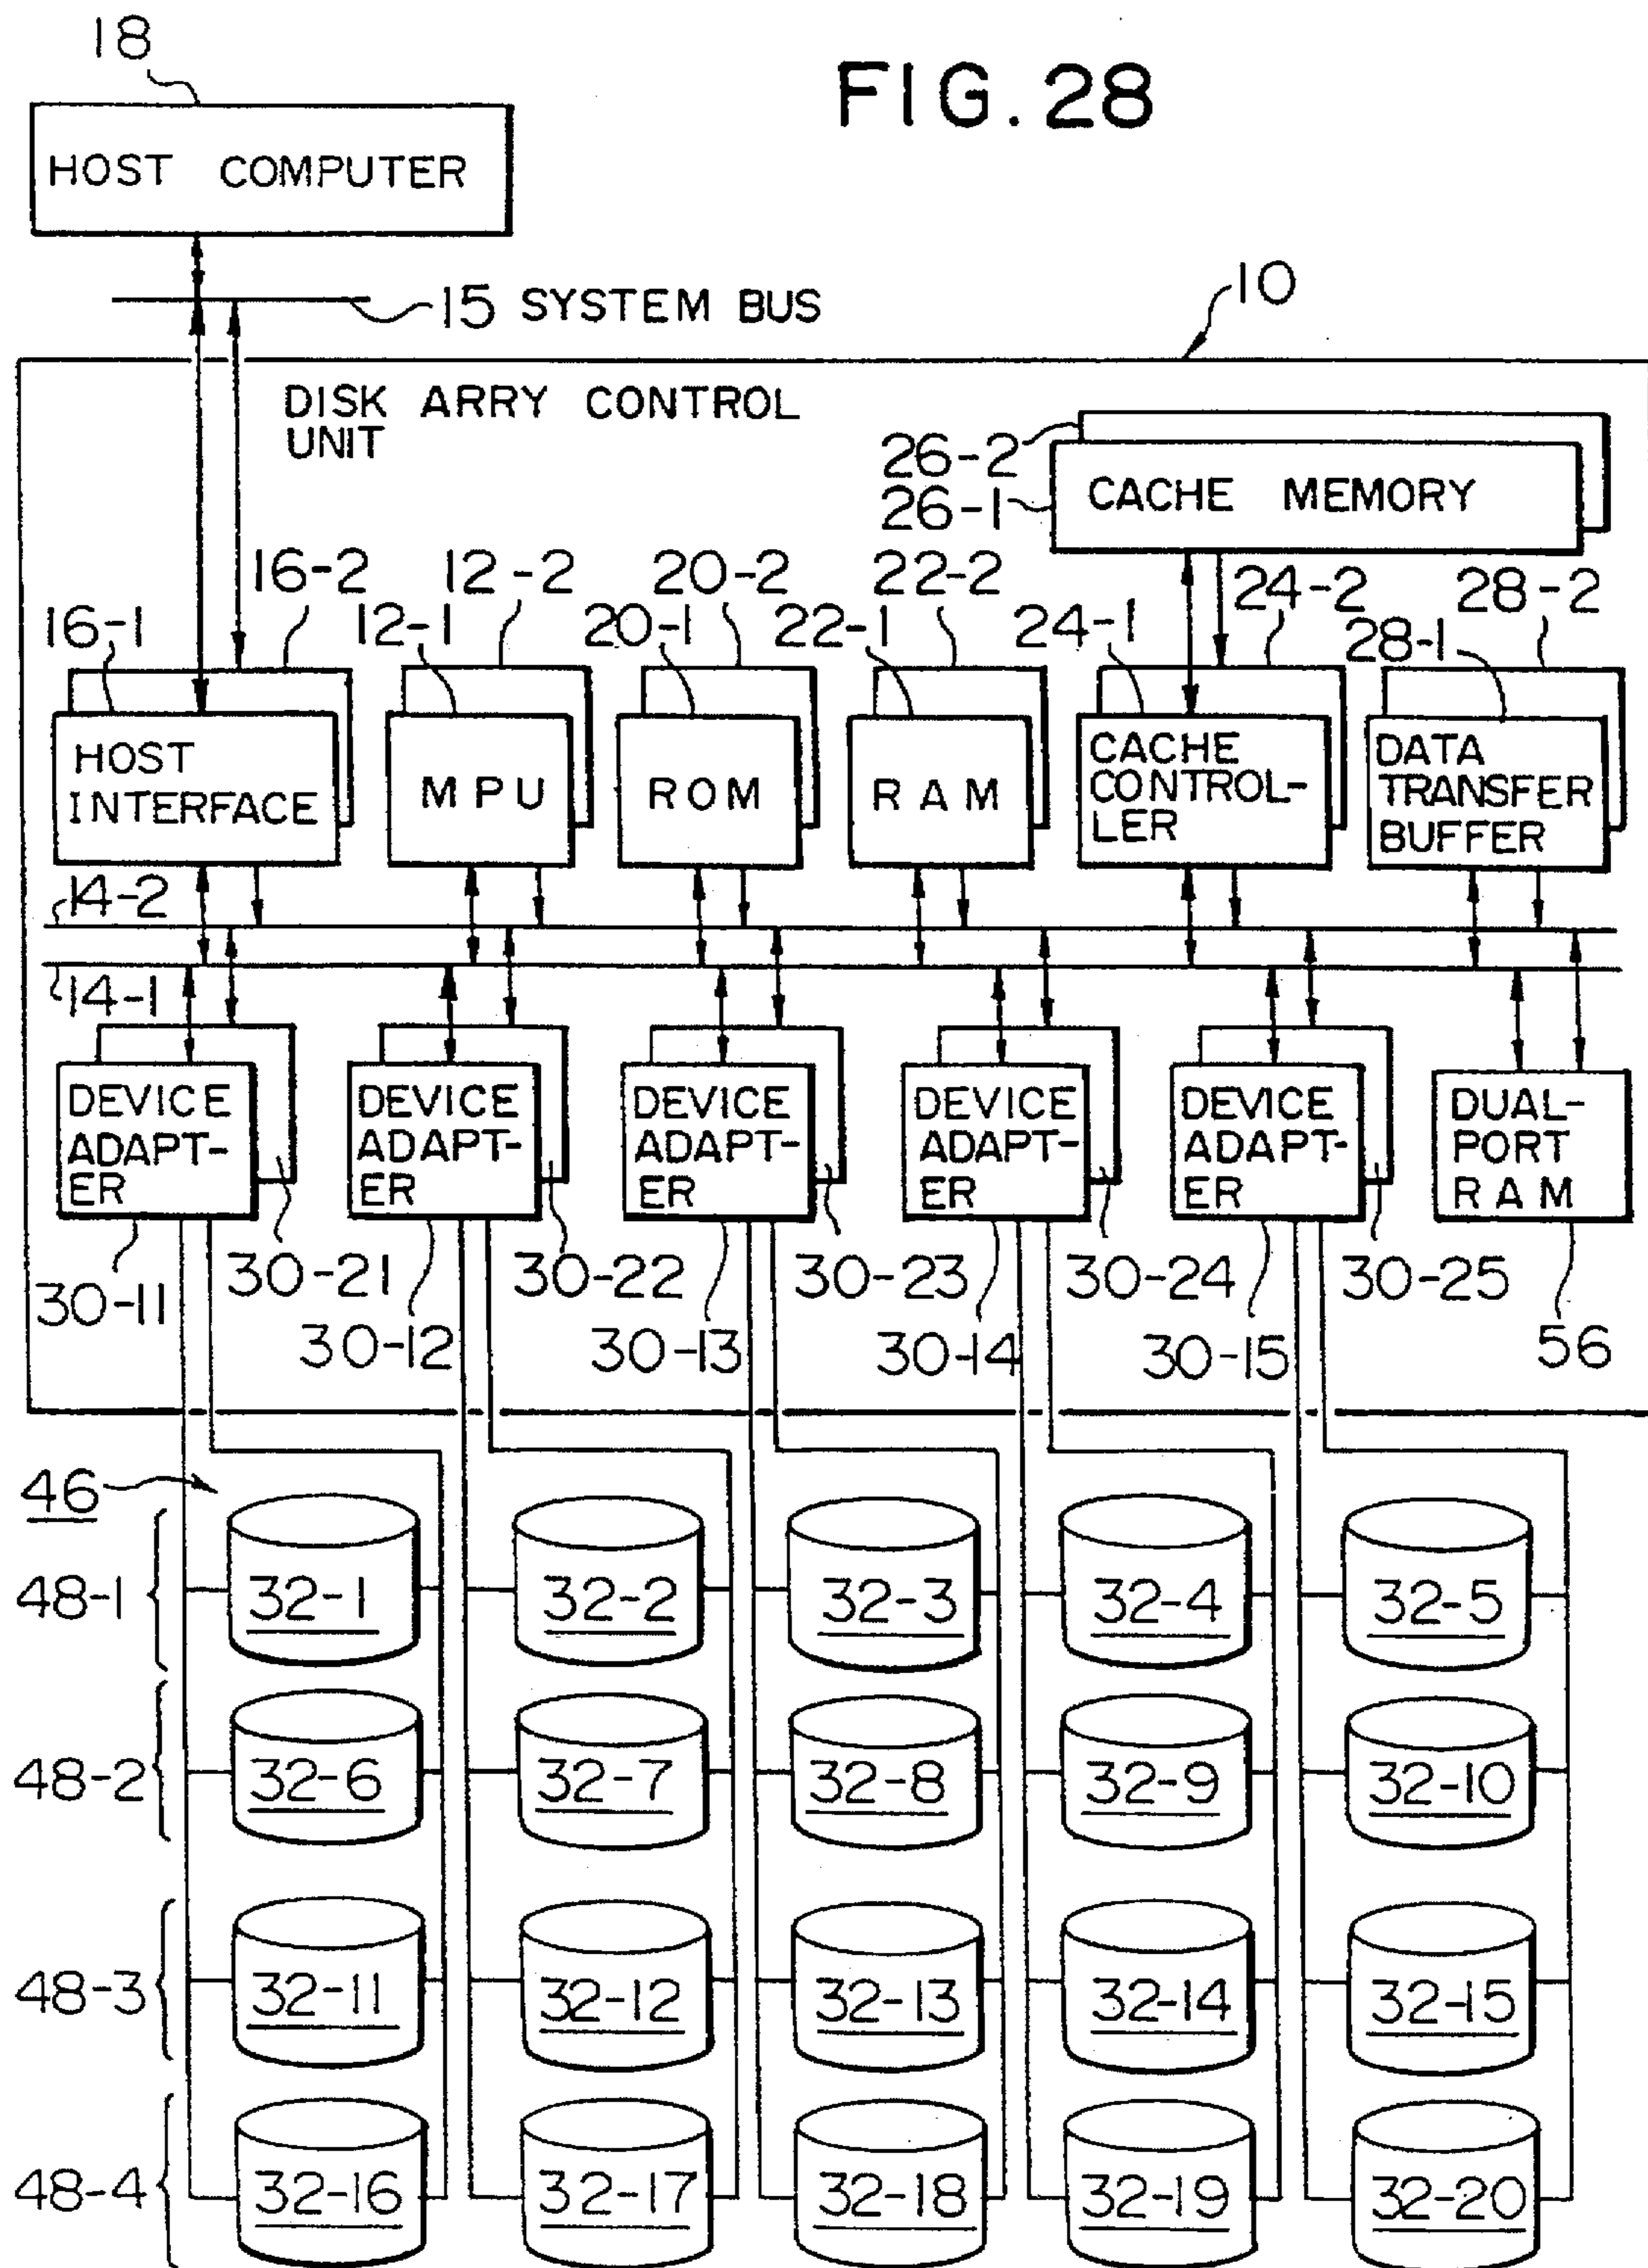 18
FIG. 28
HOST COMPUTER
15 SYSTEM BUS
10
DISK ARRY CONTROL
UNIT
26-2
26-1
CACHE MEMORY
16-2
12-2
20-2
22-2
24-2
28-2
16-1
12-1
20-1
22-1
24-1
28-1
HOST
INTERFACE
MPU
ROM
RAM
CACHE
CONTROL-
LER
DATA
TRANSFER
BUFFER
14-2
14-1
DEVICE
ADAPT-
ER
DEVICE
ADAPT-
ER
DEVICE
ADAPT-
ER
DEVICE
ADAPT-
ER
DEVICE
ADAPT-
ER
DUAL-
PORT
RAM
30-21
30-22
30-23
30-24
30-25
30-11
30-12
30-13
30-14
30-15
56
46
48-1
32-1
32-2
32-3
32-4
32-5
48-2
32-6
32-7
32-8
32-9
32-10
48-3
32-11
32-12
32-13
32-14
32-15
48-4
32-16
32-17
32-18
32-19
32-20